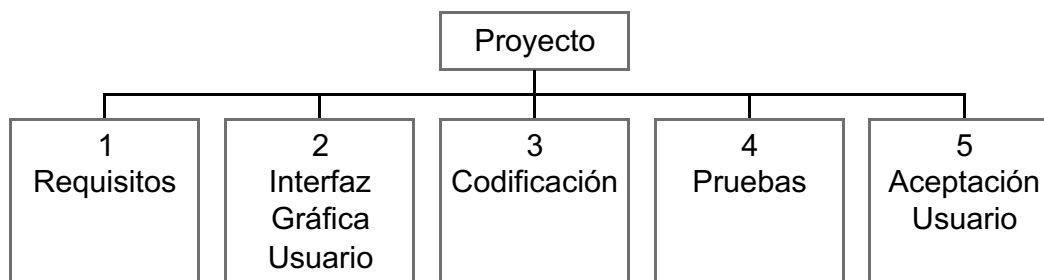 Proyecto
1
Requisitos
2
Interfaz
Gráfica
Usuario
3
Codificación
4
Pruebas
5
Aceptación
Usuario